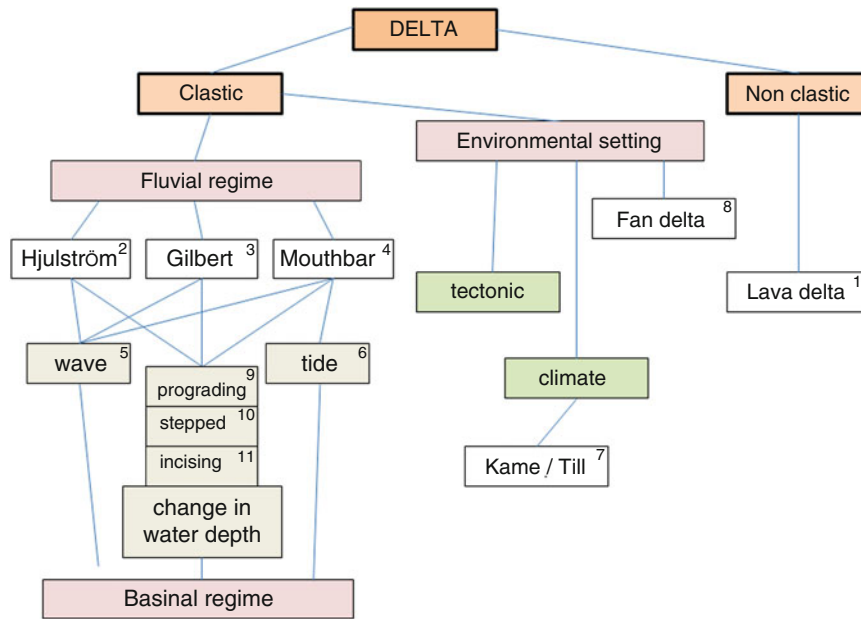 DELTA
Clastic
Non clastic
Environmental setting
Fluvial regime
Fan delta 8
Hjulström 2
Gilbert 3
Mouthbar 4
tectonic
Lava delta 1
wave 5
tide 6
prograding 9
climate
stepped 10
incising 11
Kame / Till 7
change in
water depth
Basinal regime